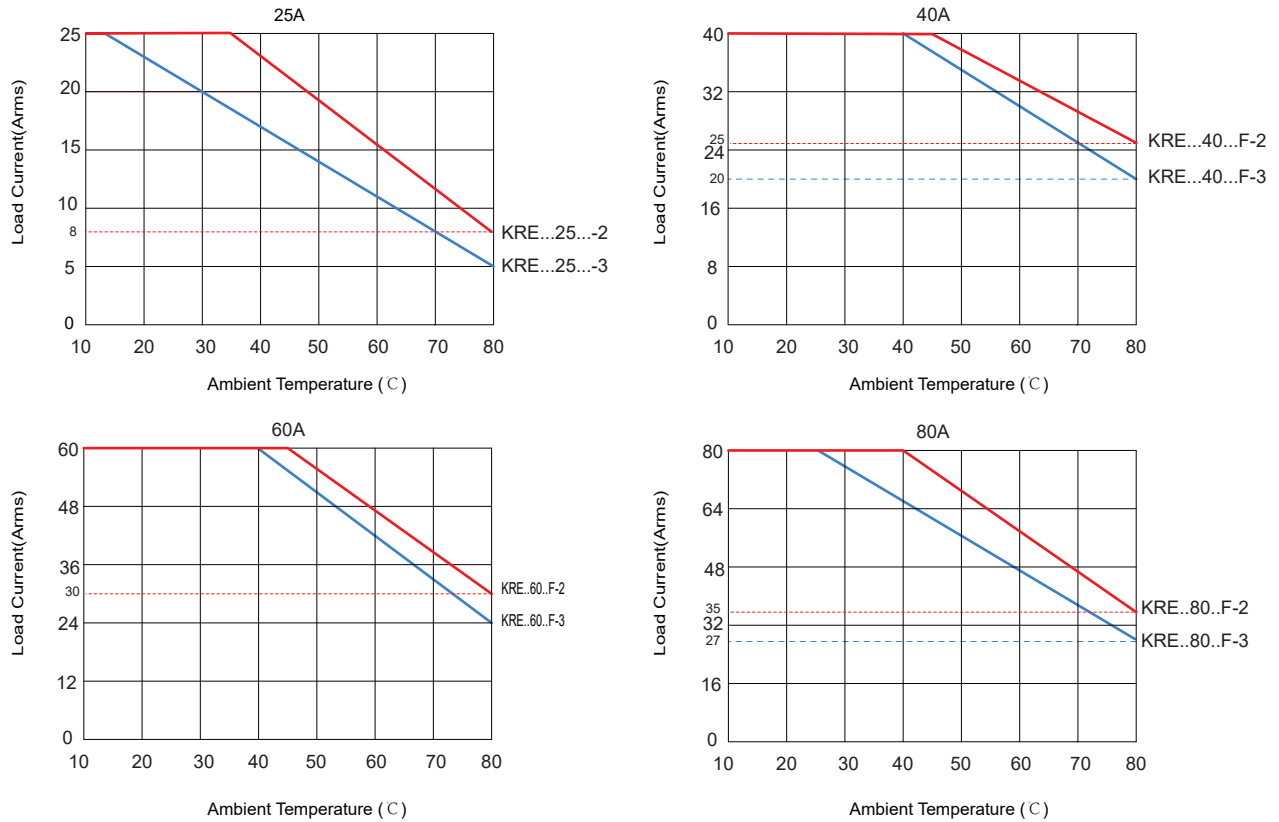 25A
Load Current(Arms)
25
20
15
10
8
5
0
10 20 30 40 50 60 70 80
Ambient Temperature (℃)
KRE...25...-2
KRE...25...-3
40A
Load Current(Arms)
40
32
25
24
20
16
8
0
10 20 30 40 50 60 70 80
Ambient Temperature (℃)
KRE...40...F-2
KRE...40...F-3
60A
Load Current(Arms)
60
48
36
30
24
12
0
10 20 30 40 50 60 70 80
Ambient Temperature (℃)
KRE..60..F-2
KRE..60..F-3
80A
Load Current(Arms)
80
64
48
35
32
27
16
0
10 20 30 40 50 60 70 80
Ambient Temperature (℃)
KRE..80..F-2
KRE..80..F-3